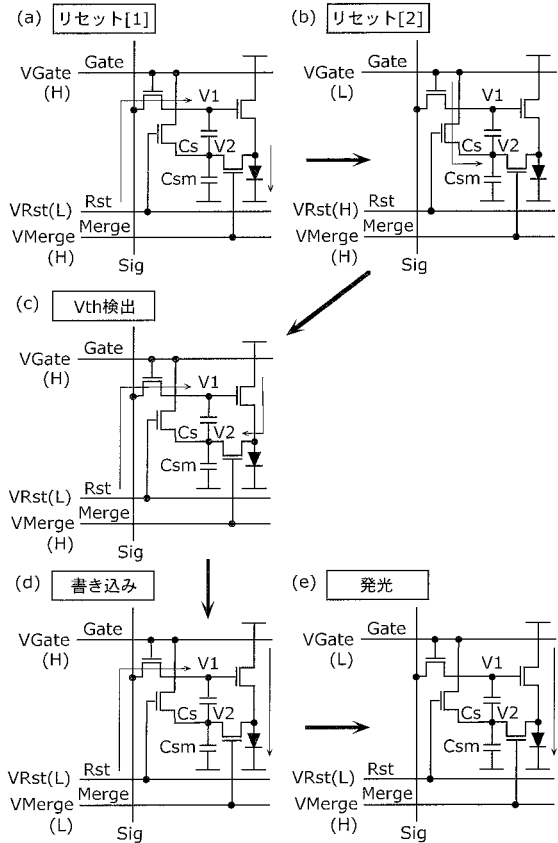 (a) リセット[1]
VGate
(H)
Gate
V1
Cs
V2
Csm
VRst(L)
Rst
VMerge
(H)
Merge
Sig
(b) リセット[2]
VGate
(L)
Gate
V1
Cs
V2
Csm
VRst(H)
Rst
VMerge
(H)
Merge
Sig
(c) Vth検出
VGate
(H)
Gate
V1
Cs
V2
Csm
VRst(L)
Rst
VMerge
(H)
Merge
Sig
(d) 書き込み
VGate
(H)
Gate
V1
Cs
V2
Csm
VRst(L)
Rst
VMerge
(L)
Merge
Sig
(e) 発光
VGate
(L)
Gate
V1
Cs
V2
Csm
VRst(L)
Rst
VMerge
(H)
Merge
Sig